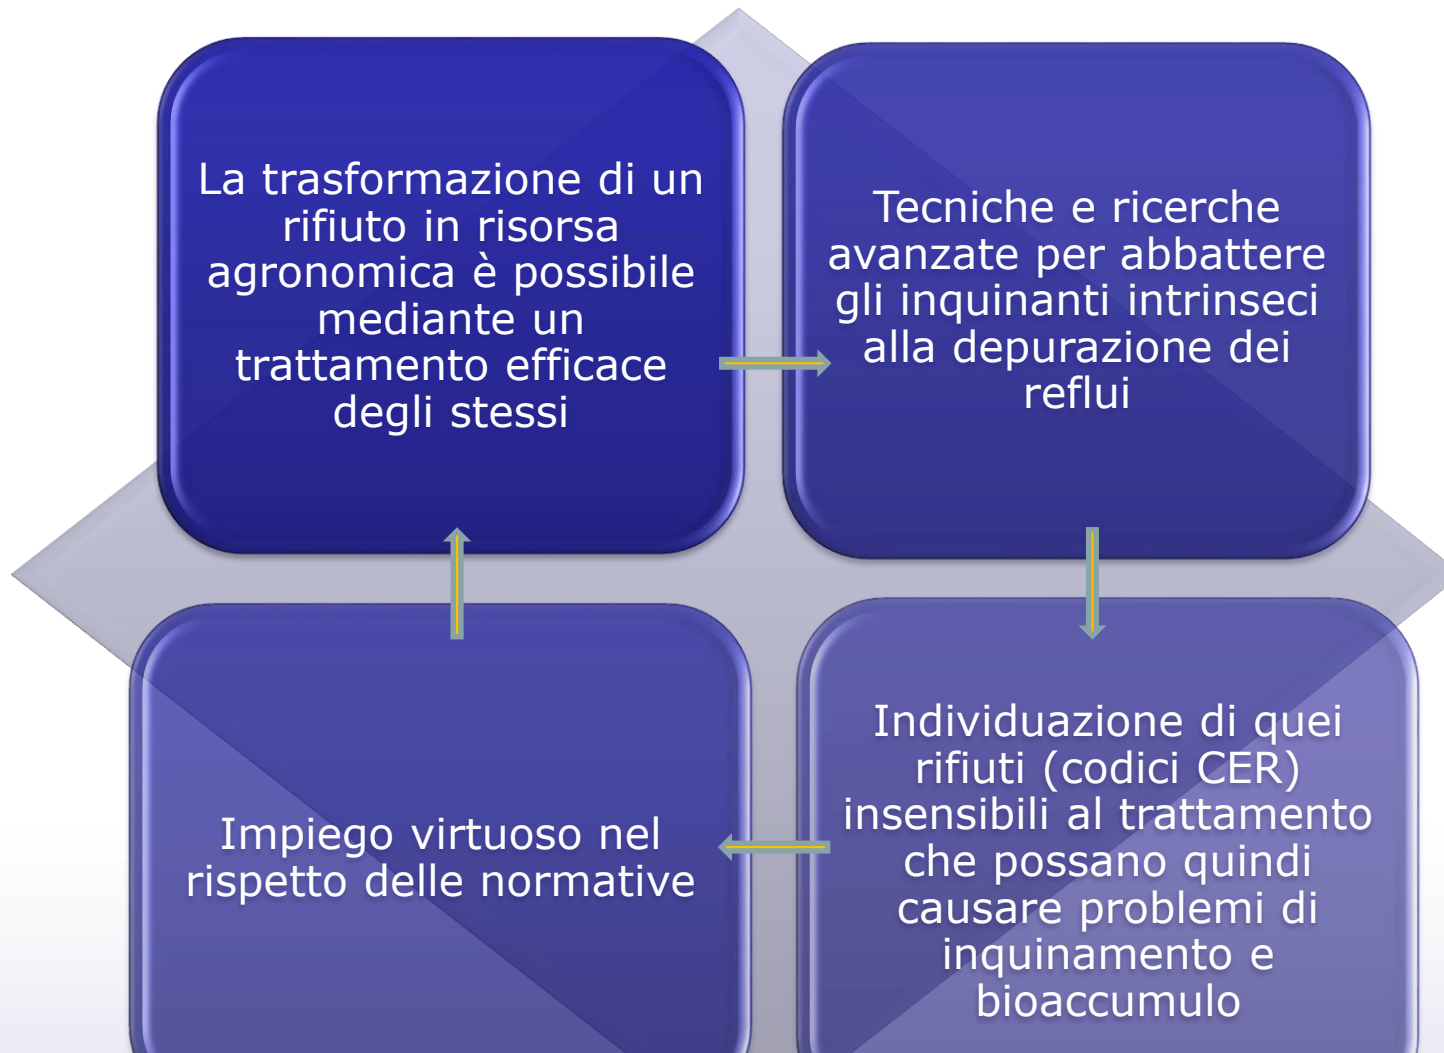 La trasformazione di un
rifiuto in risorsa
agronomica è possibile
mediante un
trattamento efficace
degli stessi
Tecniche e ricerche
avanzate per abbattere
gli inquinanti intrinseci
alla depurazione dei
reflui
Individuazione di quei
rifiuti (codici CER)
insensibili al trattamento
che possano quindi
causare problemi di
inquinamento e
bioaccumulo
Impiego virtuoso nel
rispetto delle normative